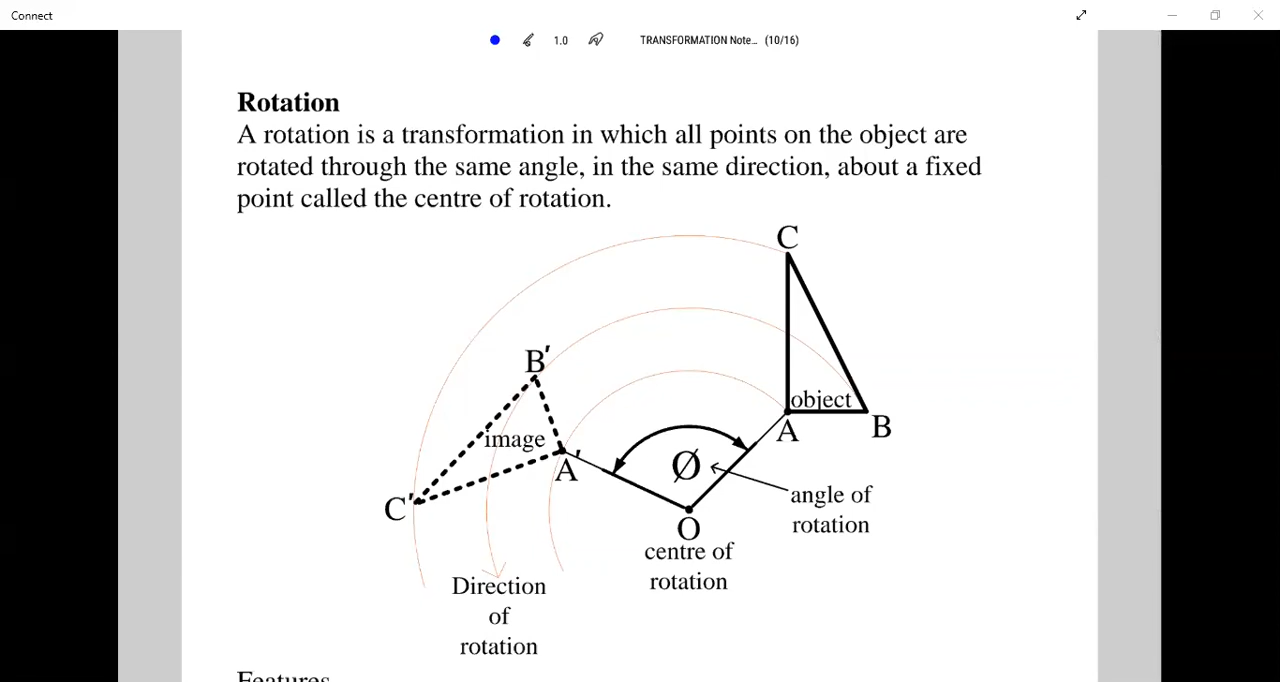 Connect
1.0
TRANSFORMATION Note... (10/16)
Rotation
A rotation is a transformation in which all points on the object are
rotated through the same angle, in the same direction, about a fixed
point called the centre of rotation.
C
B′
object
A
B
image
A′
Ø
C′
angle of
rotation
O
centre of
rotation
Direction
of
rotation
Features